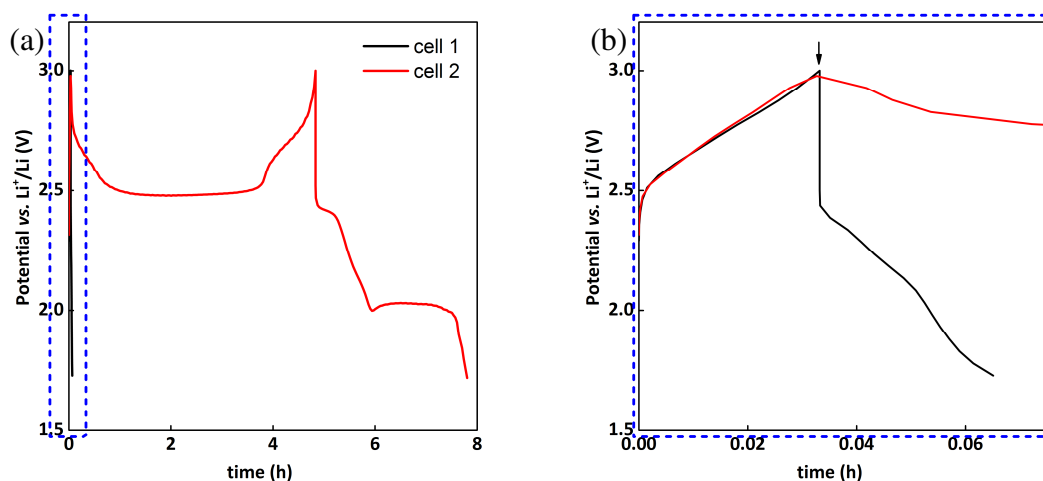 (a)
cell 1
cell 2
3.0
2.5
2.0
1.5
Potential vs. Li⁺/Li (V)
0 2 4 6 8
time (h)
(b)
3.0
2.5
2.0
1.5
Potential vs. Li⁺/Li (V)
0.00 0.02 0.04 0.06
time (h)